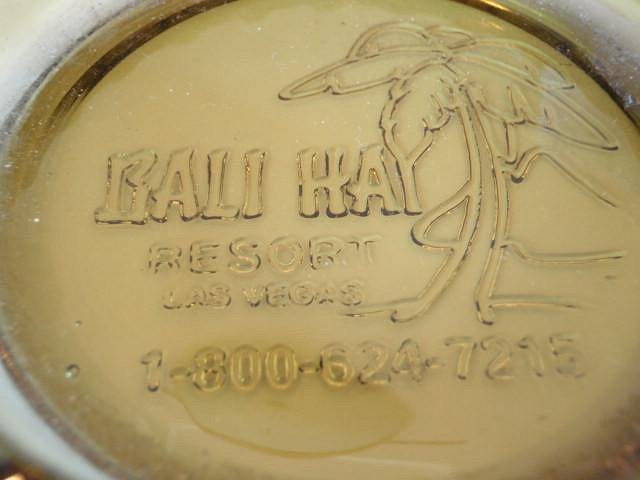 BALI HAY
RESORT
LAS VEGAS
1-800-624-7215